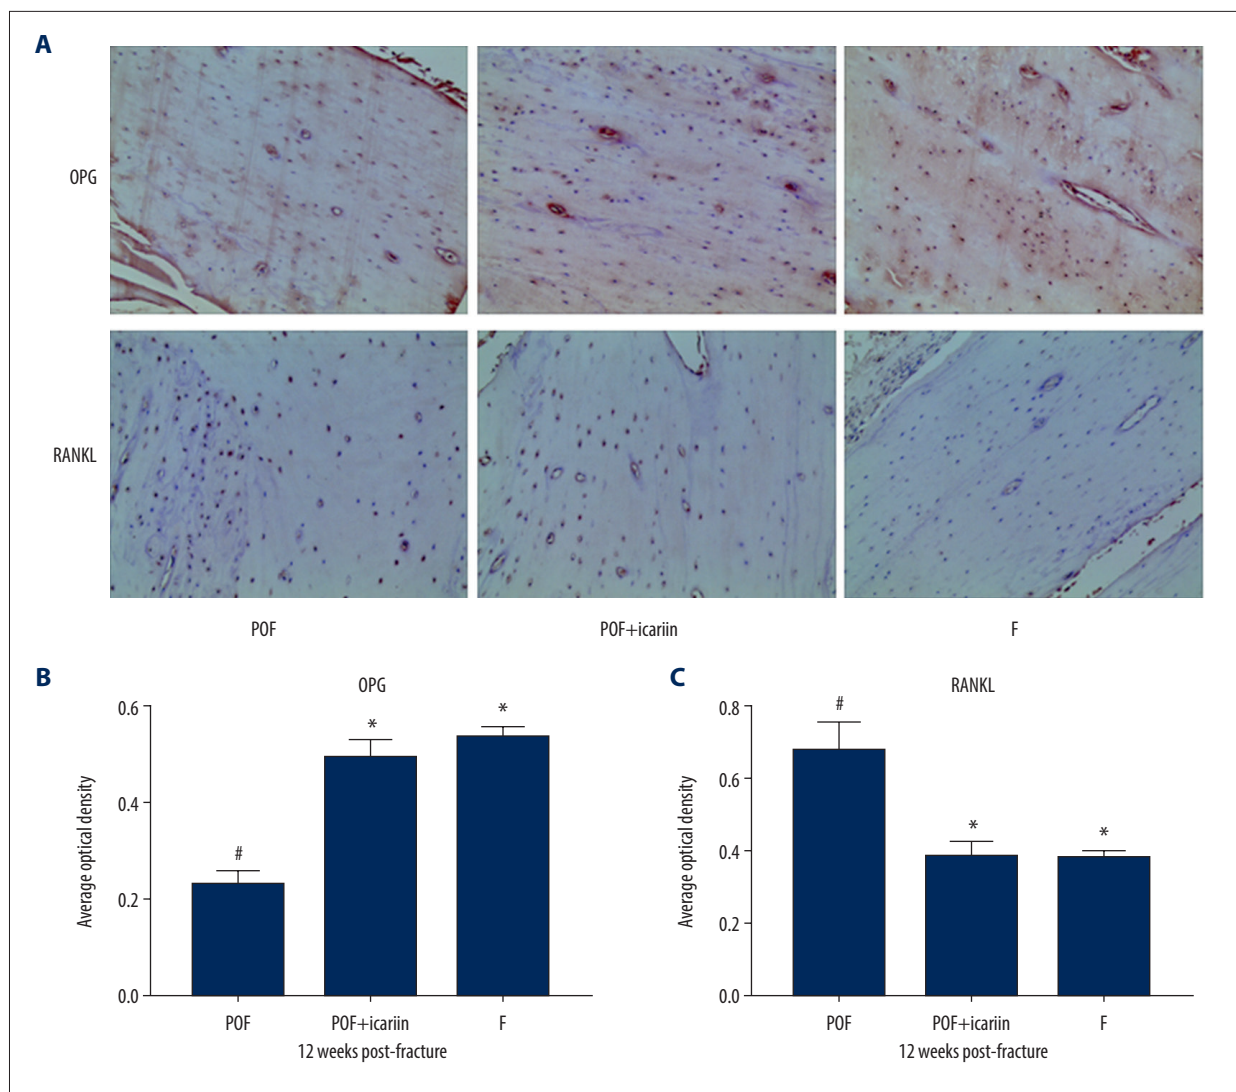 A
OPG
RANKL
POF POF+icariin F
B
OPG
Average optical density
0.6
0.4
0.2
0.0
#
*
*
POF POF+icariin F
12 weeks post-fracture
C
RANKL
Average optical density
0.8
0.6
0.4
0.2
0.0
#
*
*
POF POF+icariin F
12 weeks post-fracture